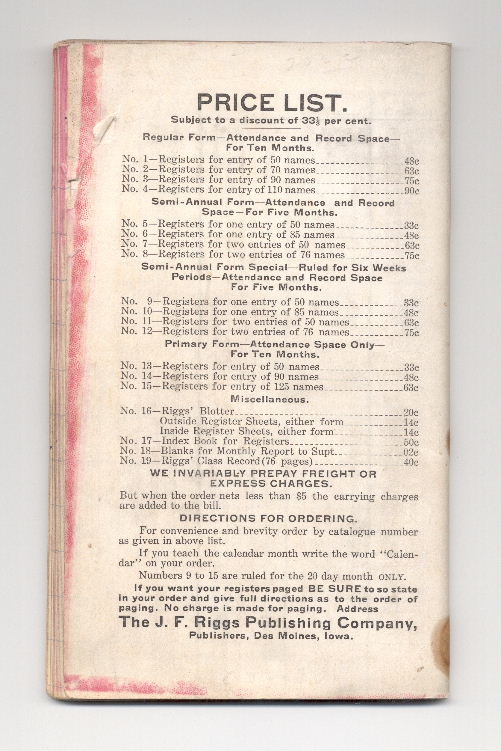 PRICE LIST.
Subject to a discount of 33⅓ per cent.
Regular Form—Attendance and Record Space—
For Ten Months.
No. 1—Registers for entry of 50 names 48c
No. 2—Registers for entry of 70 names 63c
No. 3—Registers for entry of 90 names 75c
No. 4—Registers for entry of 110 names 90c
Semi-Annual Form—Attendance and Record
Space—For Five Months.
No. 5—Registers for one entry of 50 names 33c
No. 6—Registers for one entry of 85 names 48c
No. 7—Registers for two entries of 50 names 63c
No. 8—Registers for two entries of 76 names 75c
Semi-Annual Form Special—Ruled for Six Weeks
Periods—Attendance and Record Space
For Five Months.
No. 9—Registers for one entry of 50 names 33c
No. 10—Registers for one entry of 85 names 48c
No. 11—Registers for two entries of 50 names 63c
No. 12—Registers for two entries of 76 names 75c
Primary Form—Attendance Space Only—
For Ten Months.
No. 13—Registers for entry of 50 names 33c
No. 14—Registers for entry of 90 names 48c
No. 15—Registers for entry of 125 names 63c
Miscellaneous.
No. 16—Riggs' Blotter 20c
Outside Register Sheets, either form 14c
Inside Register Sheets, either form 14c
No. 17—Index Book for Registers 50c
No. 18—Blanks for Monthly Report to Supt. 02c
No. 19—Riggs' Class Record (76 pages) 40c
WE INVARIABLY PREPAY FREIGHT OR
EXPRESS CHARGES.
But when the order nets less than $5 the carrying charges
are added to the bill.
DIRECTIONS FOR ORDERING.
For convenience and brevity order by catalogue number
as given in above list.
If you teach the calendar month write the word "Calen-
dar" on your order.
Numbers 9 to 15 are ruled for the 20 day month ONLY.
If you want your registers paged BE SURE to so state
in your order and give full directions as to the order of
paging. No charge is made for paging. Address
The J. F. Riggs Publishing Company,
Publishers, Des Moines, Iowa.